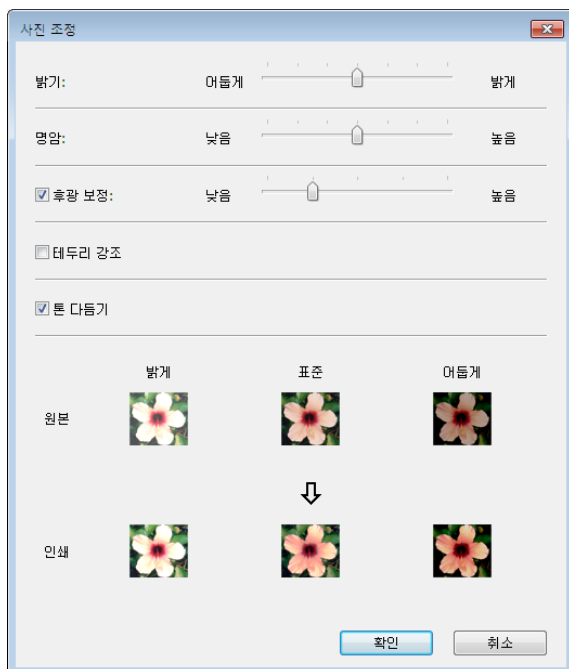 사진 조정
밝기: 어둡게 밝게
명암: 낮음 높음
후광 보정: 낮음 높음
테두리 강조
톤 다듬기
밝게 표준 어둡게
원본
인쇄
확인 취소